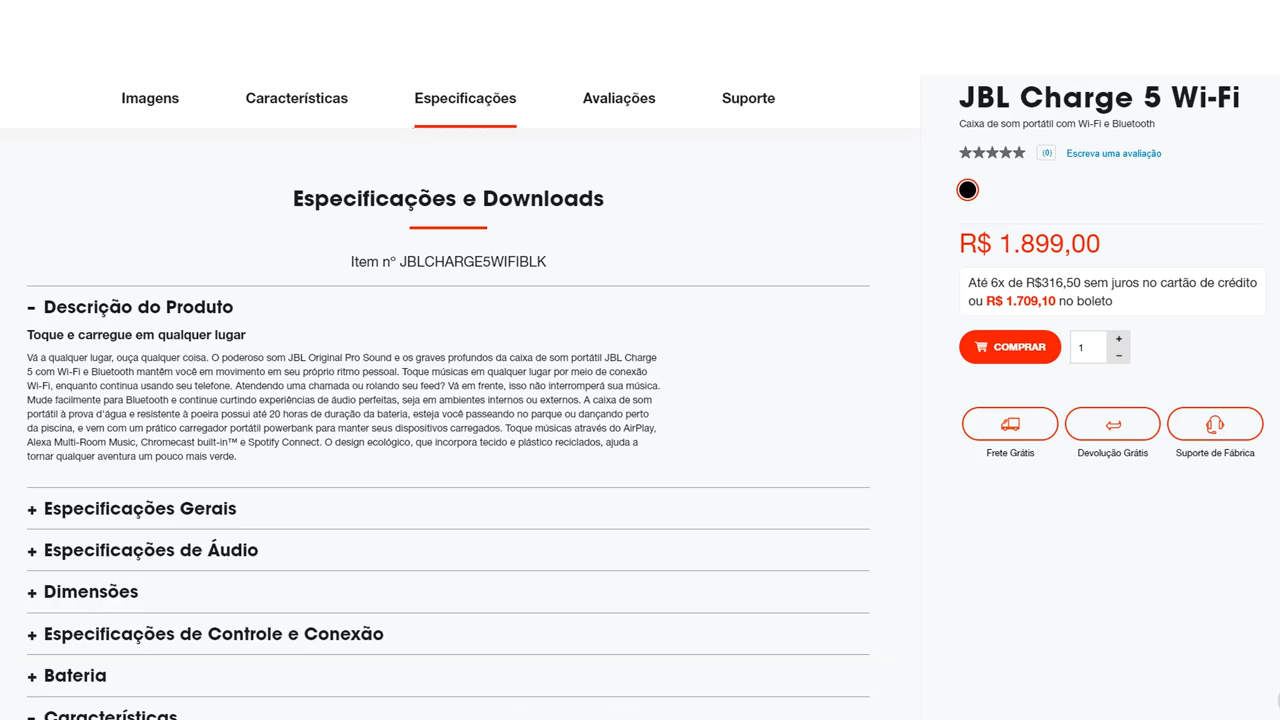 Imagens
Características
Especificações
Avaliações
Suporte
JBL Charge 5 Wi-Fi
Caixa de som portátil com Wi-Fi e Bluetooth
(0)
Escreva uma avaliação
R$ 1.899,00
Até 6x de R$316,50 sem juros no cartão de crédito
ou R$ 1.709,10 no boleto
COMPRAR
1
+
−
Frete Grátis
Devolução Grátis
Suporte de Fábrica
Especificações e Downloads
Item nº JBLCHARGE5WIFIBLK
– Descrição do Produto
Toque e carregue em qualquer lugar
Vá a qualquer lugar, ouça qualquer coisa. O poderoso som JBL Original Pro Sound e os graves profundos da caixa de som portátil JBL Charge
5 com Wi-Fi e Bluetooth mantêm você em movimento em seu próprio ritmo pessoal. Toque músicas em qualquer lugar por meio de conexão
Wi-Fi, enquanto continua usando seu telefone. Atendendo uma chamada ou rolando seu feed? Vá em frente, isso não interromperá sua música.
Mude facilmente para Bluetooth e continue curtindo experiências de áudio perfeitas, seja em ambientes internos ou externos. A caixa de som
portátil à prova d'água e resistente à poeira possui até 20 horas de duração da bateria, esteja você passeando no parque ou dançando perto
da piscina, e vem com um prático carregador portátil powerbank para manter seus dispositivos carregados. Toque músicas através do AirPlay,
Alexa Multi-Room Music, Chromecast built-in™ e Spotify Connect. O design ecológico, que incorpora tecido e plástico reciclados, ajuda a
tornar qualquer aventura um pouco mais verde.
+ Especificações Gerais
+ Especificações de Áudio
+ Dimensões
+ Especificações de Controle e Conexão
+ Bateria
– Características